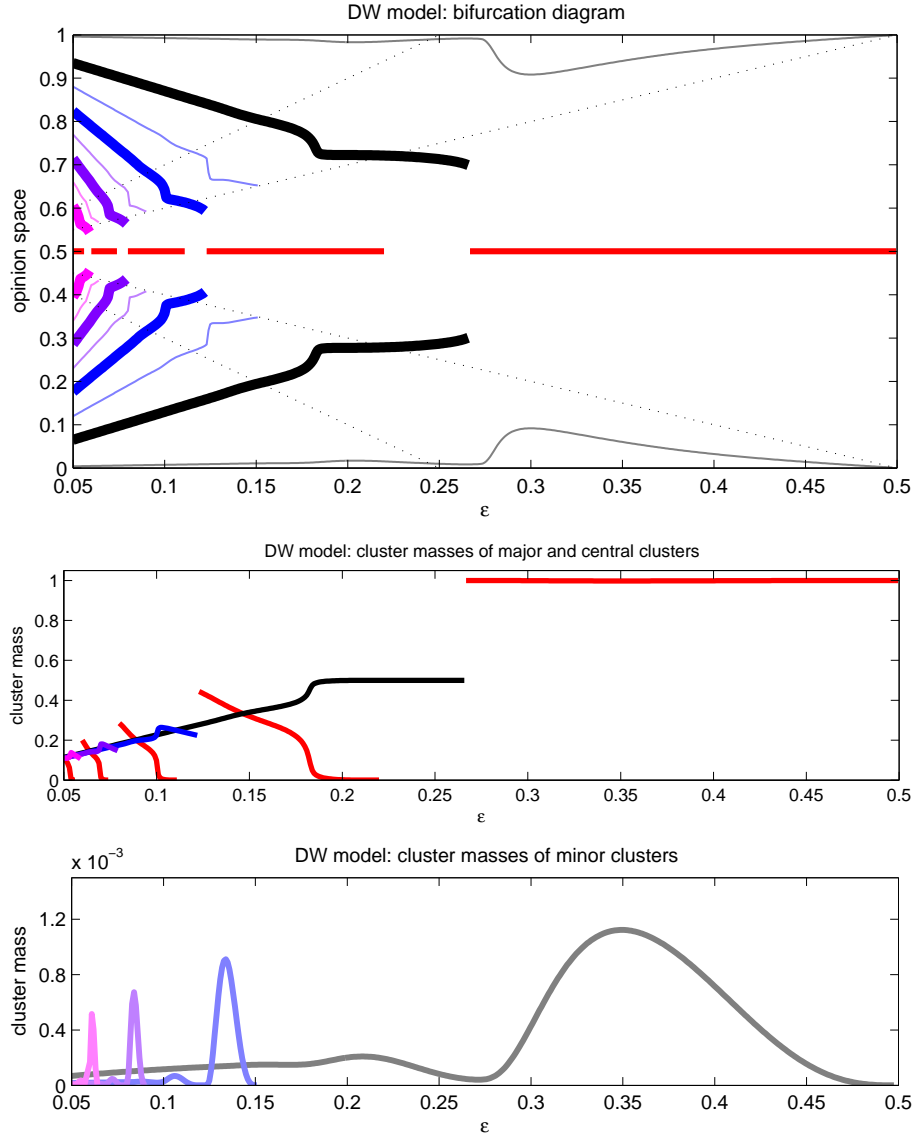 DW model: bifurcation diagram
1
0.9
0.8
0.7
0.6
0.5
0.4
0.3
0.2
0.1
0
opinion space
0.05 0.1 0.15 0.2 0.25 0.3 0.35 0.4 0.45 0.5
ε
DW model: cluster masses of major and central clusters
1
0.8
0.6
0.4
0.2
0
cluster mass
0.05 0.1 0.15 0.2 0.25 0.3 0.35 0.4 0.45 0.5
ε
x 10⁻³
DW model: cluster masses of minor clusters
1.2
0.8
0.4
0
cluster mass
0.05 0.1 0.15 0.2 0.25 0.3 0.35 0.4 0.45 0.5
ε